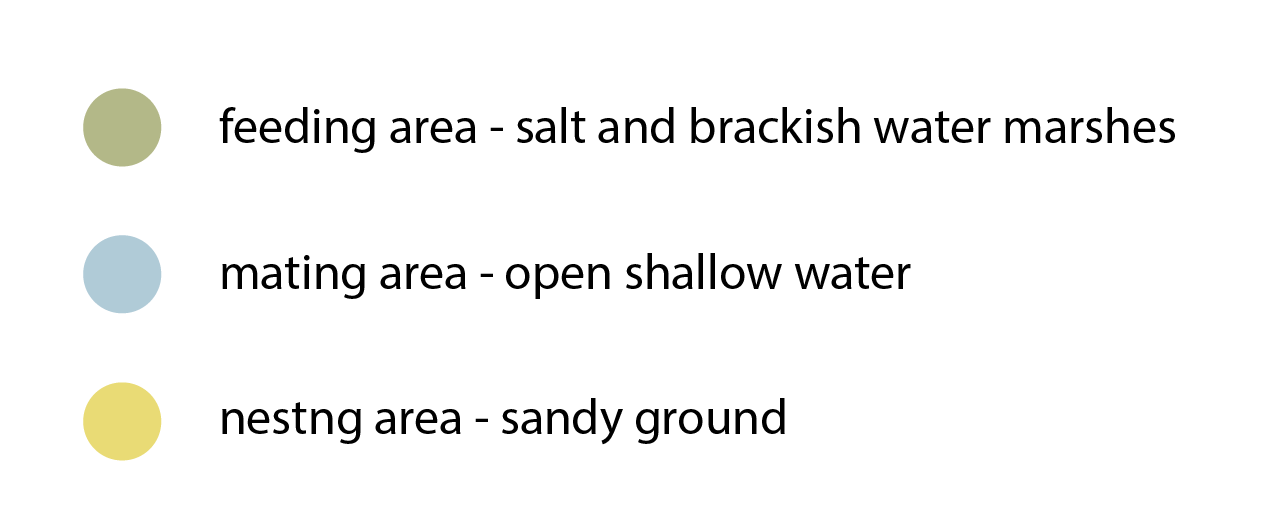 feeding area - salt and brackish water marshes
mating area - open shallow water
nestng area - sandy ground